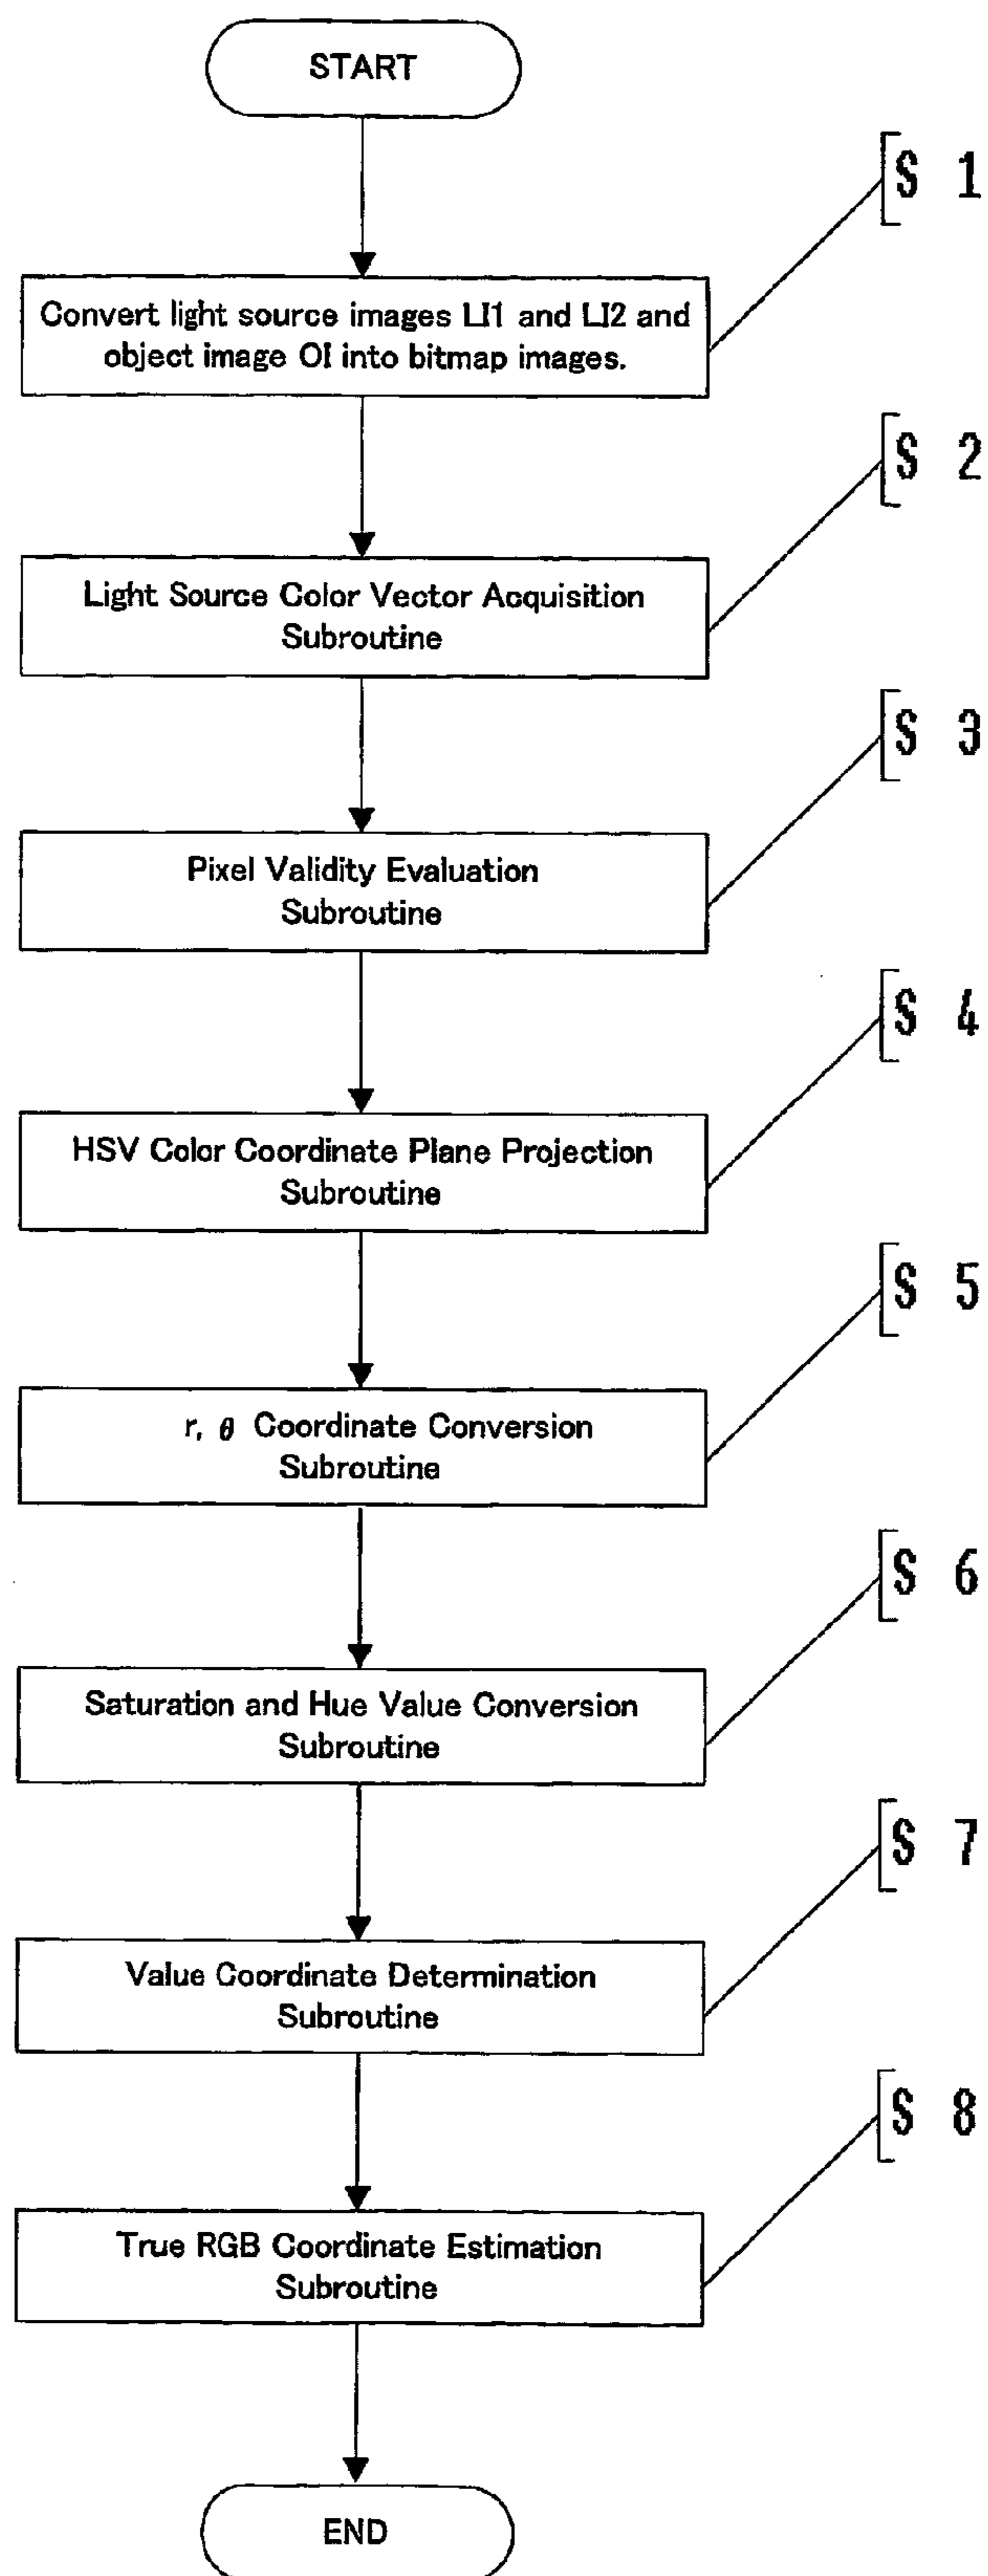 START
S 1
Convert light source images LI1 and LI2 and
object image OI into bitmap images.
S 2
Light Source Color Vector Acquisition
Subroutine
S 3
Pixel Validity Evaluation
Subroutine
S 4
HSV Color Coordinate Plane Projection
Subroutine
S 5
r, θ Coordinate Conversion
Subroutine
S 6
Saturation and Hue Value Conversion
Subroutine
S 7
Value Coordinate Determination
Subroutine
S 8
True RGB Coordinate Estimation
Subroutine
END